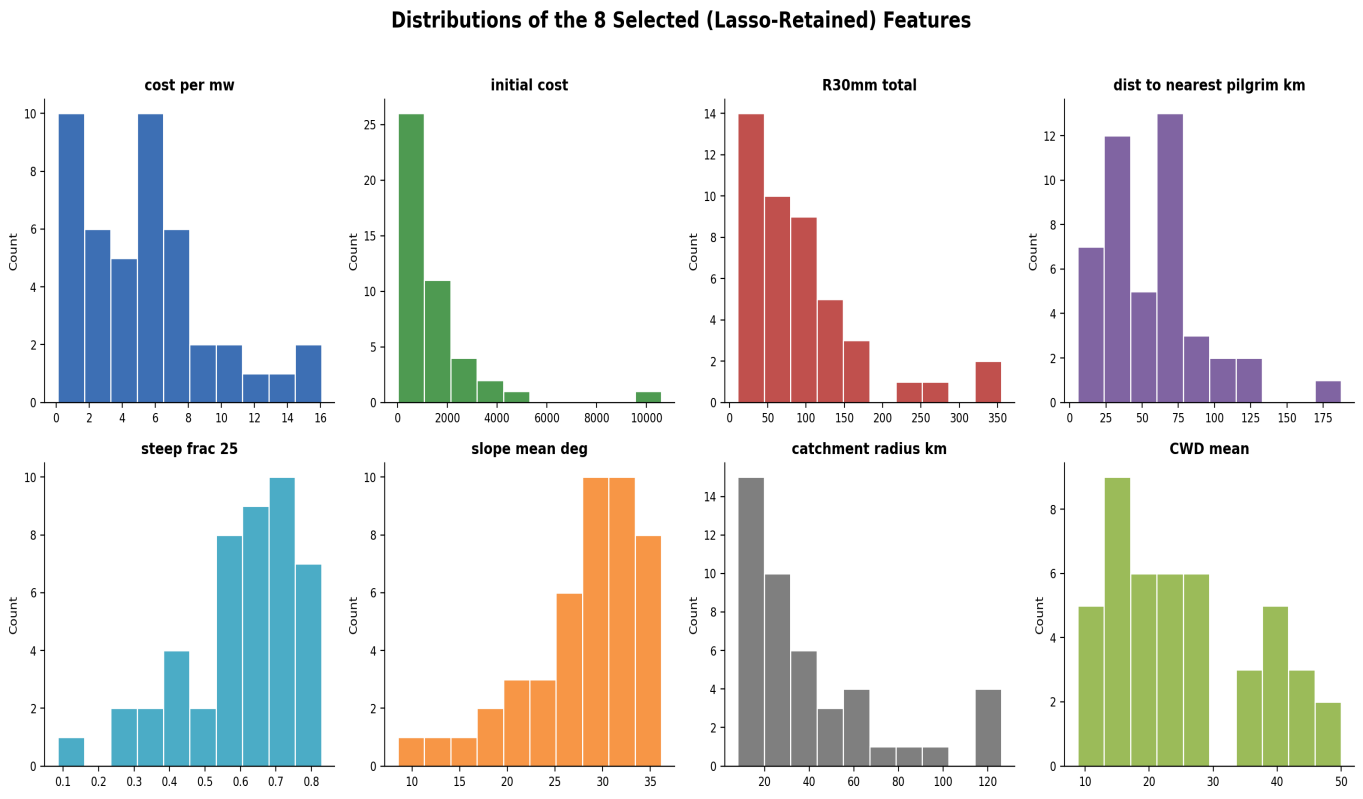 Distributions of the 8 Selected (Lasso-Retained) Features
cost per mw
Count
10
8
6
4
2
0
0 2 4 6 8 10 12 14 16
initial cost
Count
25
20
15
10
5
0
0 2000 4000 6000 8000 10000
R30mm total
Count
14
12
10
8
6
4
2
0
0 50 100 150 200 250 300 350
dist to nearest pilgrim km
Count
12
10
8
6
4
2
0
0 25 50 75 100 125 150 175
steep frac 25
Count
10
8
6
4
2
0
0.1 0.2 0.3 0.4 0.5 0.6 0.7 0.8
slope mean deg
Count
10
8
6
4
2
0
10 15 20 25 30 35
catchment radius km
Count
14
12
10
8
6
4
2
0
20 40 60 80 100 120
CWD mean
Count
8
6
4
2
0
10 20 30 40 50